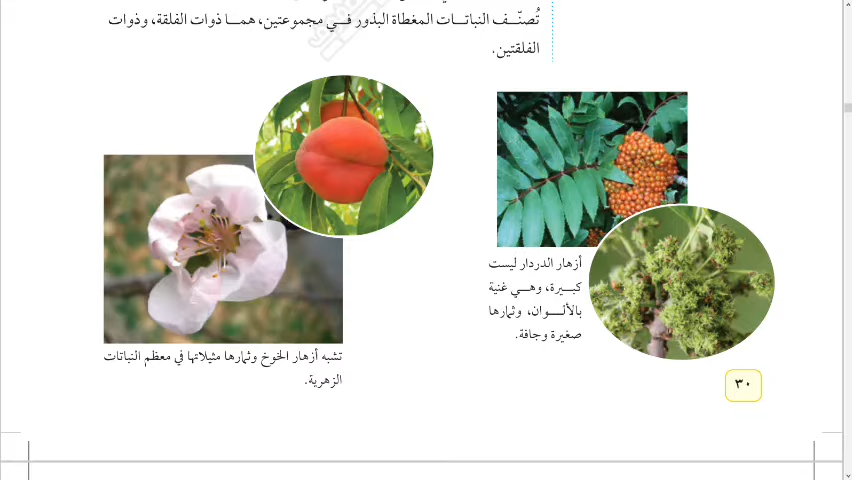 تُصنّف النباتات المغطاة البذور في مجموعتين، هما ذوات الفلقة، وذوات
الفلقتين.
أزهار الدردار ليست
كبيرة، وهي غنية
بالألوان، وثمارها
صغيرة وجافة.
تشبه أزهار الخوخ وثمارها مثيلاتها في معظم النباتات
الزهرية.
٣٠